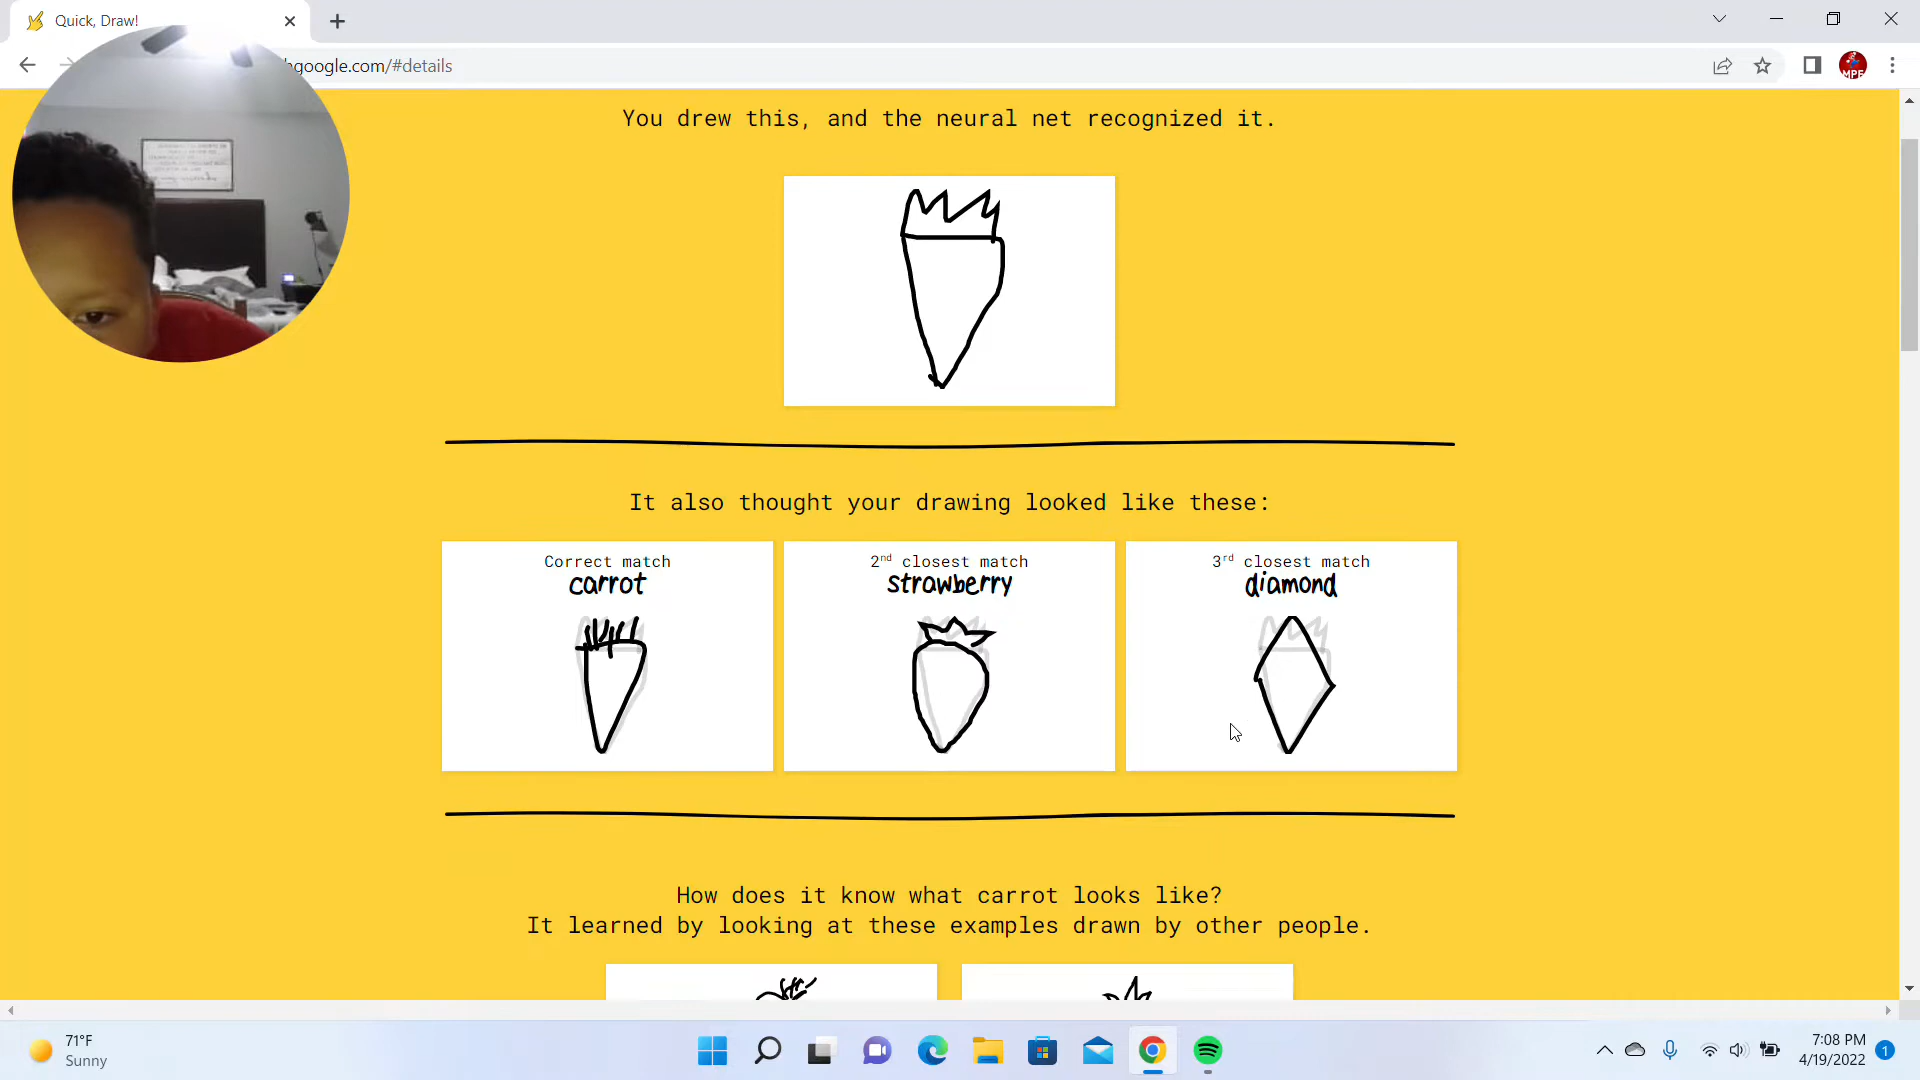 Quick, Draw!
hgoogle.com/#details
MPF
You drew this, and the neural net recognized it.
It also thought your drawing looked like these:
Correct match
carrot
2nd closest match
strawberry
3rd closest match
diamond
How does it know what carrot looks like?
It learned by looking at these examples drawn by other people.
71°F
Sunny
7:08 PM
4/19/2022
1